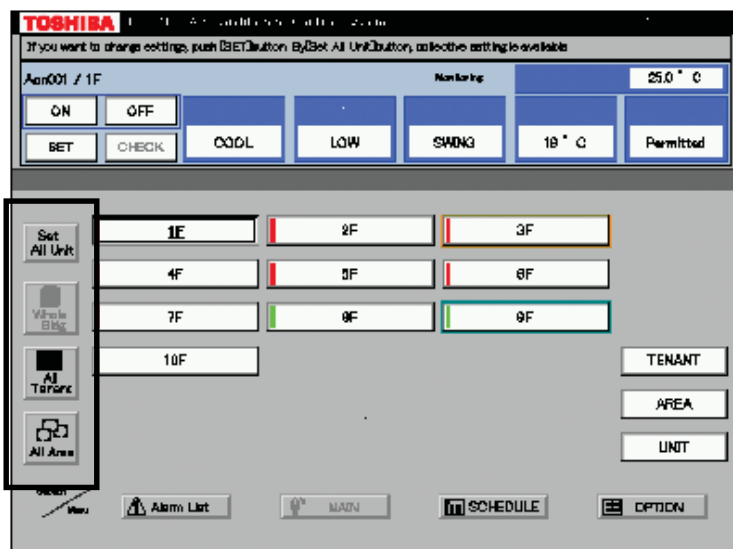 TOSHIBA
If you want to change settings, push [SET] button. By [Set All Unit] button, collective setting is available
Acn001 / 1F Monitoring 25.0 ° C
ON OFF
SET CHECK COOL LOW SWING 19 ° C Permitted
Set All Unit 1F 2F 3F
4F 5F 6F
Whole Bldg 7F 8F 9F
All Tenant 10F TENANT
AREA
All Area UNIT
Menu Alarm List MAIN SCHEDULE OPTION